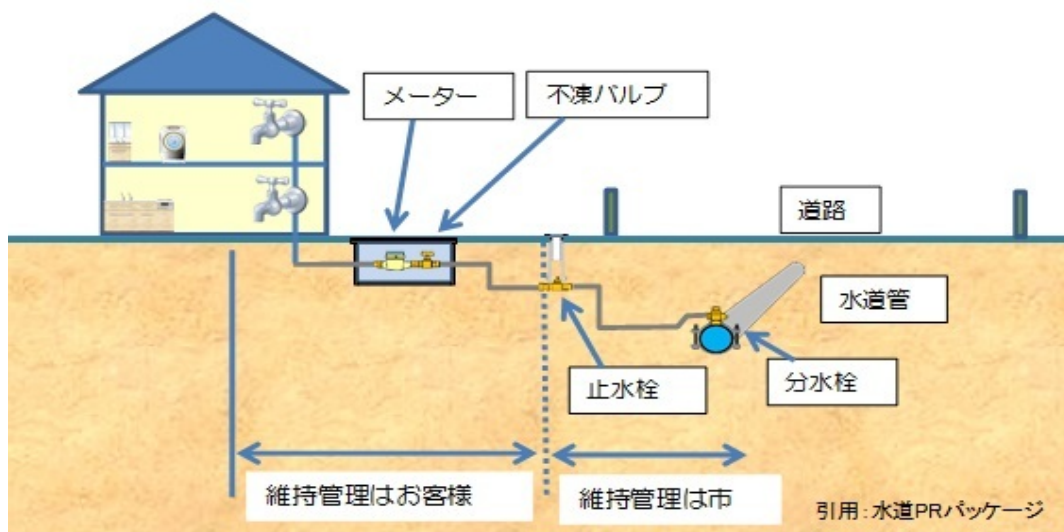 メーター
不凍バルブ
道路
水道管
止水栓
分水栓
維持管理はお客様
維持管理は市
引用：水道PRパッケージ